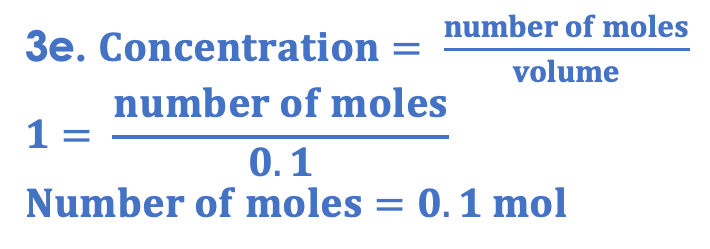 3e. Concentration = number of moles / volume
1 = number of moles / 0.1
Number of moles = 0.1 mol